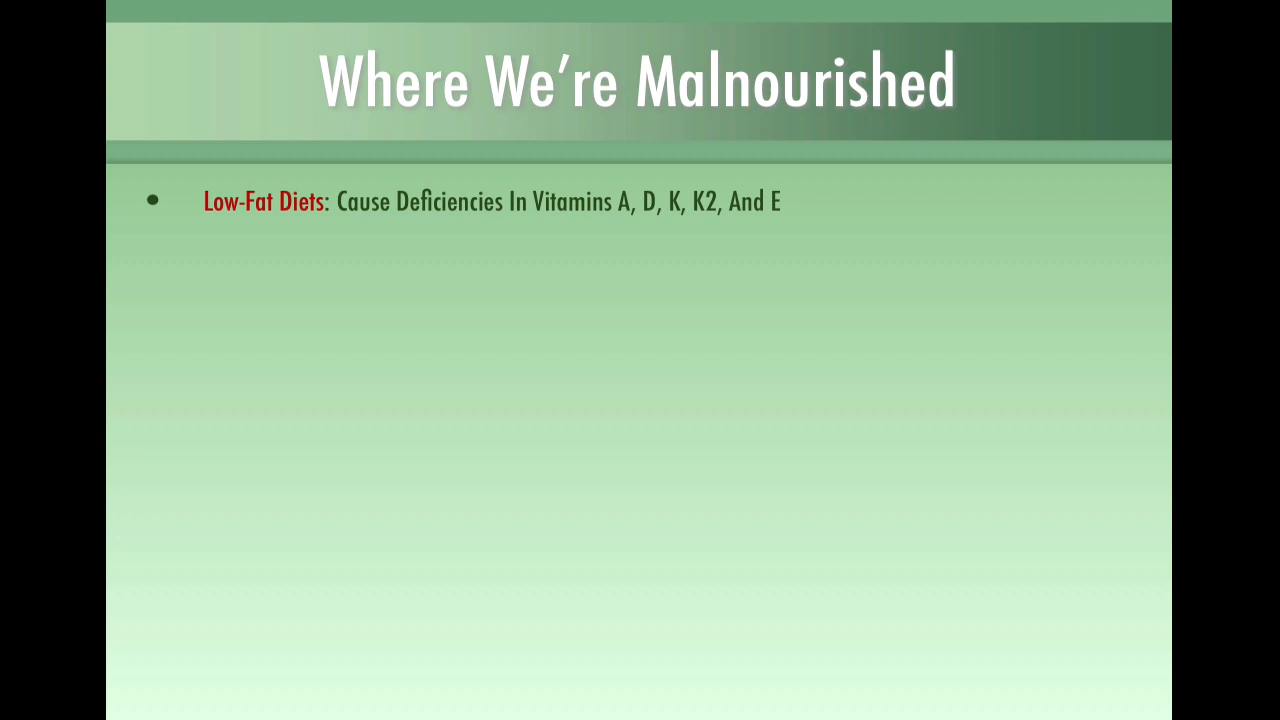 Where We’re Malnourished
• Low-Fat Diets: Cause Deficiencies In Vitamins A, D, K, K2, And E